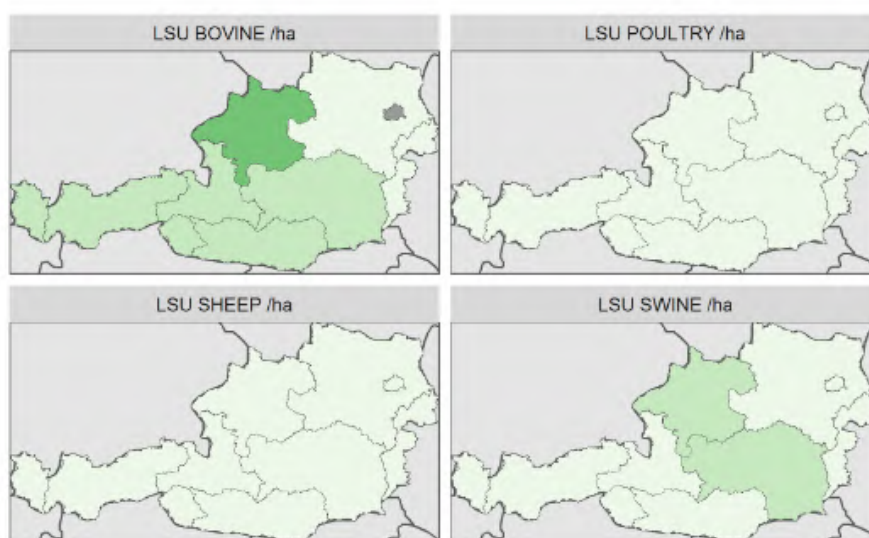 LSU BOVINE /ha
LSU POULTRY /ha
LSU SHEEP /ha
LSU SWINE /ha